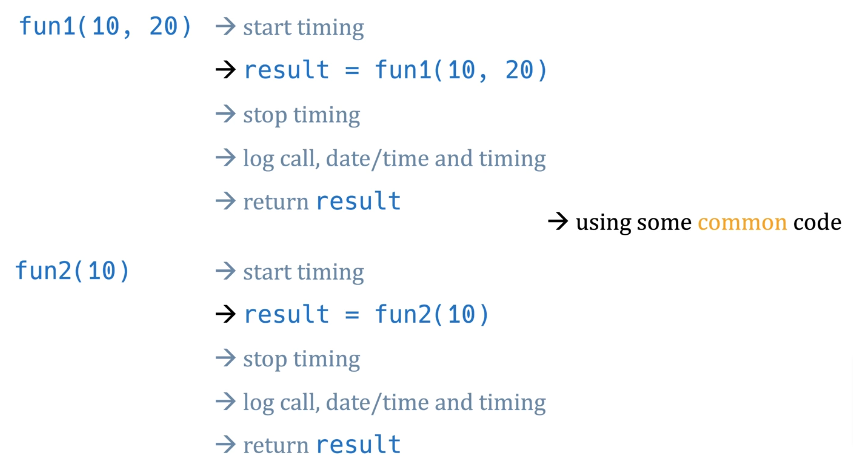 fun1(10, 20) → start timing
→ result = fun1(10, 20)
→ stop timing
→ log call, date/time and timing
→ return result
→ using some common code
fun2(10) → start timing
→ result = fun2(10)
→ stop timing
→ log call, date/time and timing
→ return result